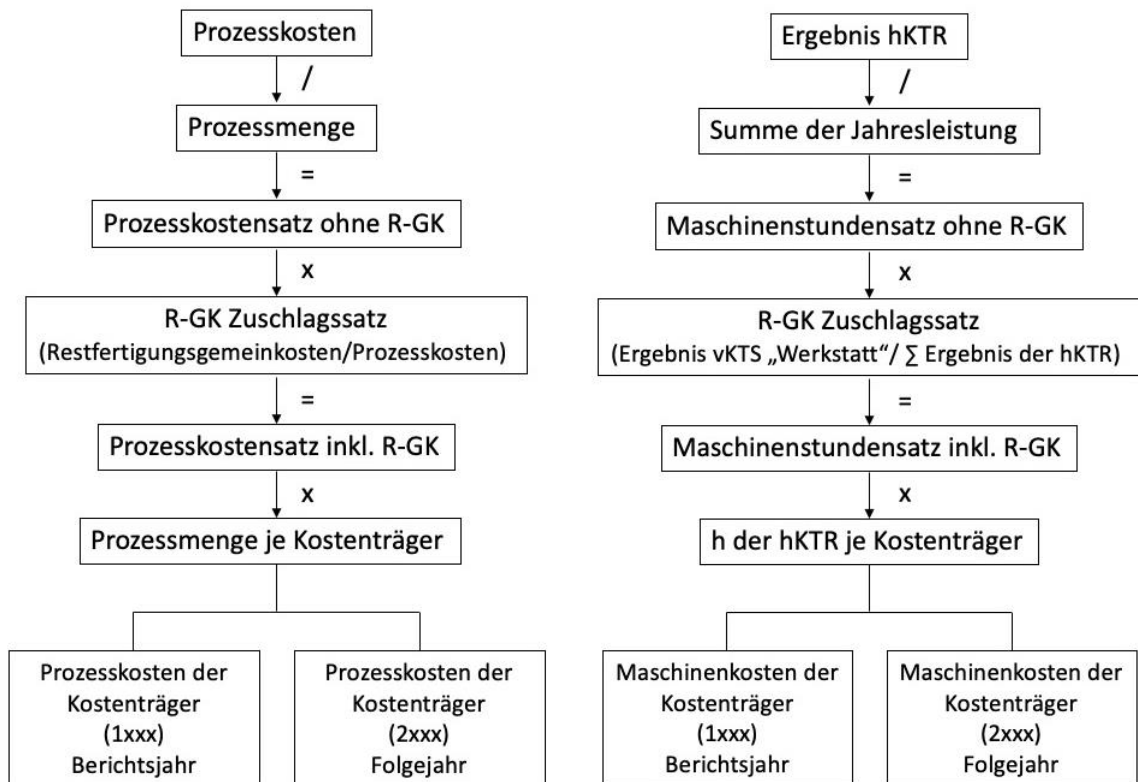 Prozesskosten
/
Prozessmenge
=
Prozesskostensatz ohne R-GK
x
R-GK Zuschlagssatz
(Restfertigungsgemeinkosten/Prozesskosten)
=
Prozesskostensatz inkl. R-GK
x
Prozessmenge je Kostenträger
Prozesskosten der
Kostenträger
(1xxx)
Berichtsjahr
Prozesskosten der
Kostenträger
(2xxx)
Folgejahr
Ergebnis hKTR
/
Summe der Jahresleistung
=
Maschinenstundensatz ohne R-GK
x
R-GK Zuschlagssatz
(Ergebnis vKTS „Werkstatt“/ ∑ Ergebnis der hKTR)
=
Maschinenstundensatz inkl. R-GK
x
h der hKTR je Kostenträger
Maschinenkosten der
Kostenträger
(1xxx)
Berichtsjahr
Maschinenkosten der
Kostenträger
(2xxx)
Folgejahr